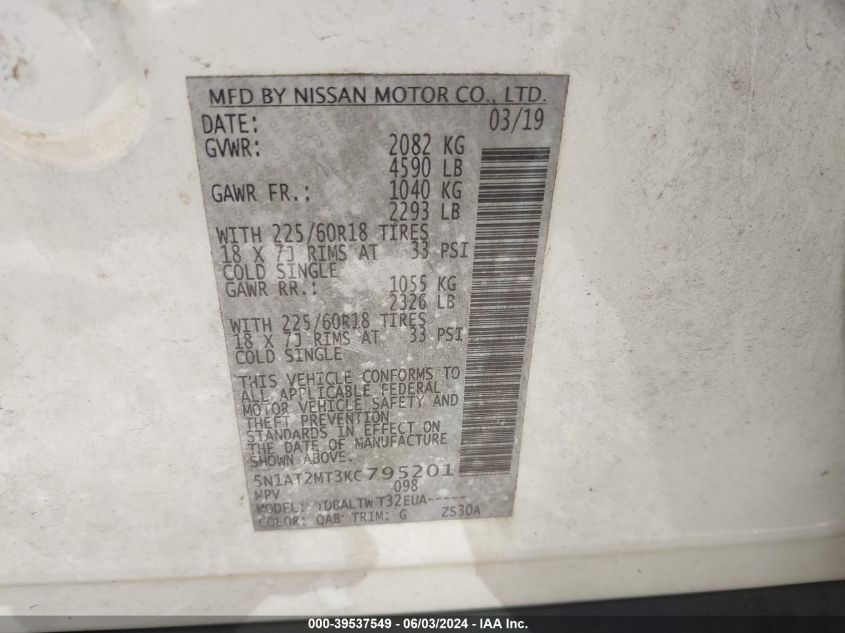 MFD BY NISSAN MOTOR CO., LTD.
DATE: 03/19
GVWR: 2082 KG
4590 LB
GAWR FR.: 1040 KG
2293 LB
WITH 225/60R18 TIRES
18 X 7J RIMS AT 33 PSI
COLD SINGLE
GAWR RR.: 1055 KG
2326 LB
WITH 225/60R18 TIRES
18 X 7J RIMS AT 33 PSI
COLD SINGLE
THIS VEHICLE CONFORMS TO
ALL APPLICABLE FEDERAL
MOTOR VEHICLE SAFETY AND
THEFT PREVENTION
STANDARDS IN EFFECT ON
THE DATE OF MANUFACTURE
SHOWN ABOVE.
5N1AT2MT3KC795201
MPV 098
MODEL: TDBALTW T32EUA-----
COLOR: QAB TRIM: G ZS30A
000-39537549 - 06/03/2024 - IAA Inc.